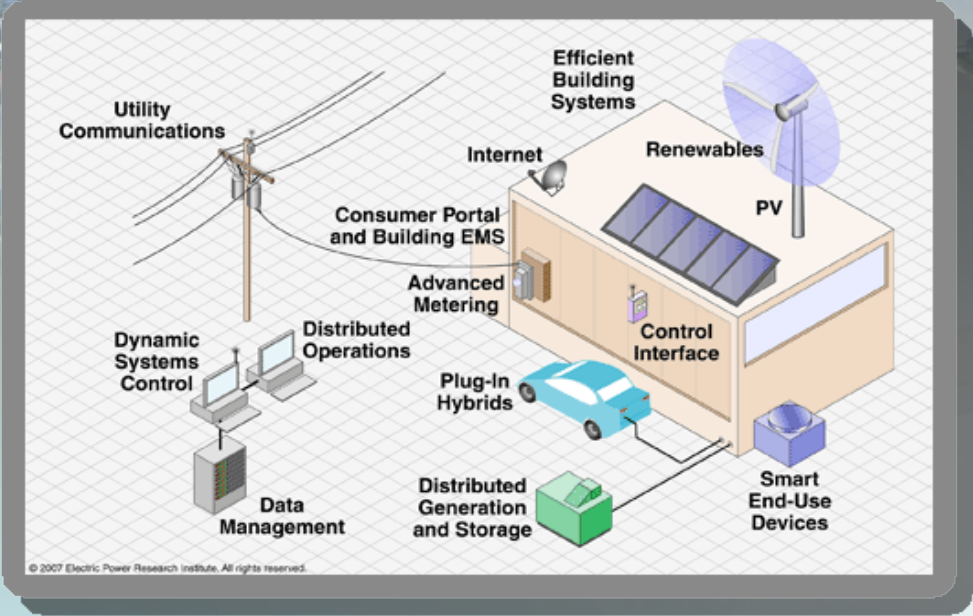 Efficient
Building
Systems
Utility
Communications
Internet
Renewables
PV
Consumer Portal
and Building EMS
Advanced
Metering
Control
Interface
Dynamic
Systems
Control
Distributed
Operations
Plug-In
Hybrids
Data
Management
Distributed
Generation
and Storage
Smart
End-Use
Devices
© 2007 Electric Power Research Institute. All rights reserved.